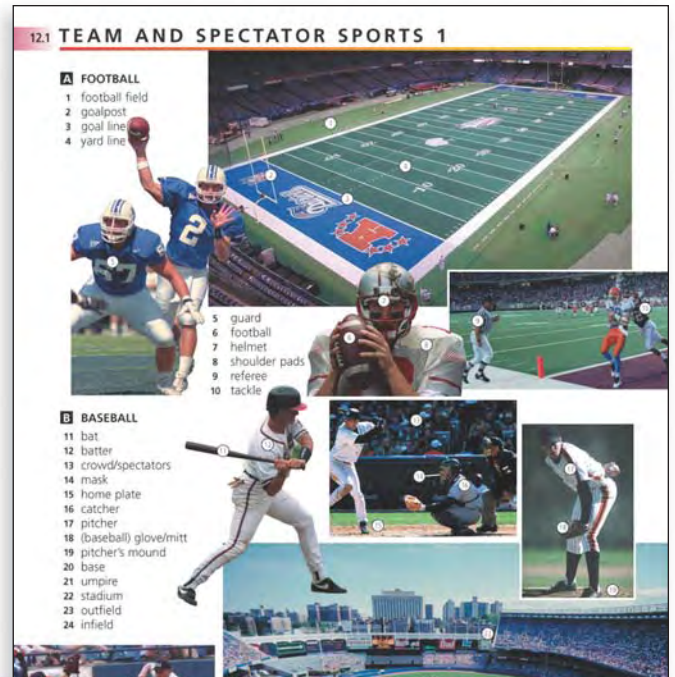 12.1 TEAM AND SPECTATOR SPORTS 1
A FOOTBALL
1 football field
2 goalpost
3 goal line
4 yard line
5 guard
6 football
7 helmet
8 shoulder pads
9 referee
10 tackle
B BASEBALL
11 bat
12 batter
13 crowd/spectators
14 mask
15 home plate
16 catcher
17 pitcher
18 (baseball) glove/mitt
19 pitcher's mound
20 base
21 umpire
22 stadium
23 outfield
24 infield